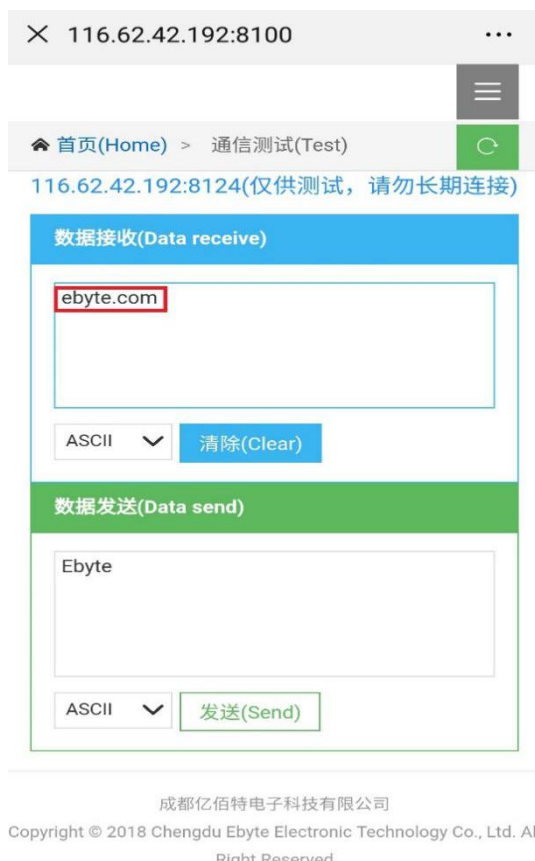 116.62.42.192:8100
首页(Home) > 通信测试(Test)
116.62.42.192:8124(仅供测试，请勿长期连接)
数据接收(Data receive)
ebyte.com
ASCII 清除(Clear)
数据发送(Data send)
Ebyte
ASCII 发送(Send)
成都亿佰特电子科技有限公司
Copyright © 2018 Chengdu Ebyte Electronic Technology Co., Ltd. Al
Right Reserved